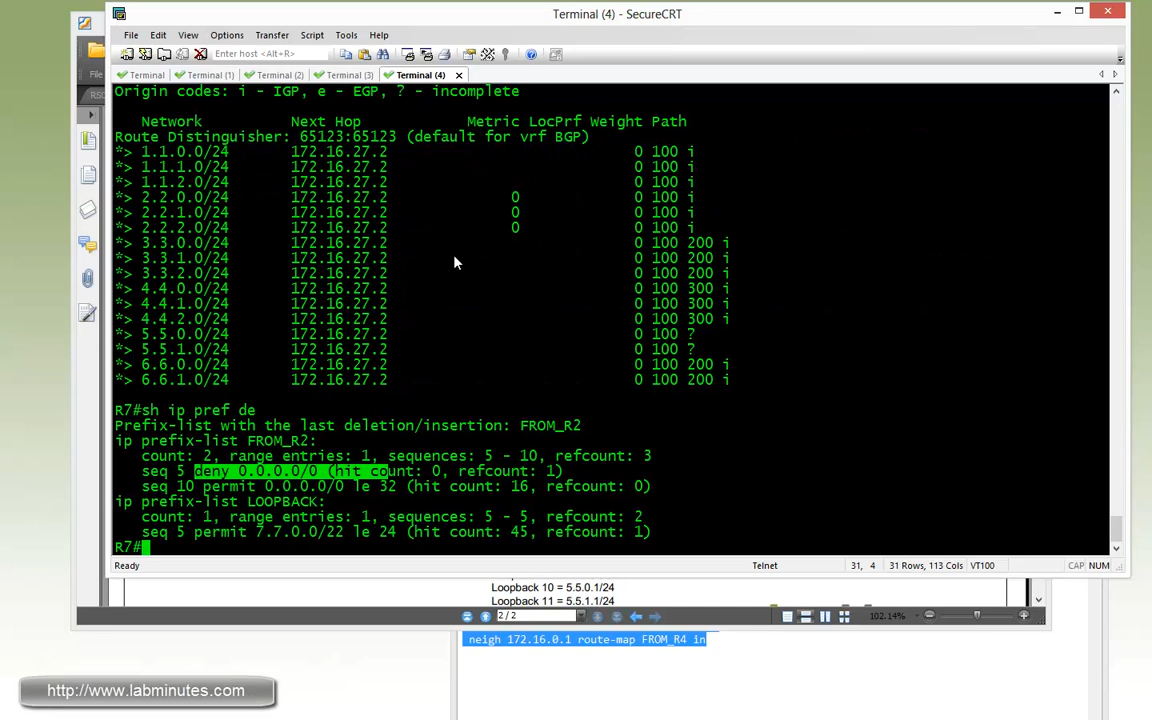 Terminal (4) - SecureCRT
File Edit View Options Transfer Script Tools Help
Enter host <Alt+R>
Terminal Terminal (1) Terminal (2) Terminal (3) Terminal (4)
Origin codes: i - IGP, e - EGP, ? - incomplete
Network Next Hop Metric LocPrf Weight Path
Route Distinguisher: 65123:65123 (default for vrf BGP)
*> 1.1.0.0/24 172.16.27.2 0 100 i
*> 1.1.1.0/24 172.16.27.2 0 100 i
*> 1.1.2.0/24 172.16.27.2 0 100 i
*> 2.2.0.0/24 172.16.27.2 0 0 100 i
*> 2.2.1.0/24 172.16.27.2 0 0 100 i
*> 2.2.2.0/24 172.16.27.2 0 0 100 i
*> 3.3.0.0/24 172.16.27.2 0 100 200 i
*> 3.3.1.0/24 172.16.27.2 0 100 200 i
*> 3.3.2.0/24 172.16.27.2 0 100 200 i
*> 4.4.0.0/24 172.16.27.2 0 100 300 i
*> 4.4.1.0/24 172.16.27.2 0 100 300 i
*> 4.4.2.0/24 172.16.27.2 0 100 300 i
*> 5.5.0.0/24 172.16.27.2 0 100 ?
*> 5.5.1.0/24 172.16.27.2 0 100 ?
*> 6.6.0.0/24 172.16.27.2 0 100 200 i
*> 6.6.1.0/24 172.16.27.2 0 100 200 i
R7#sh ip pref de
Prefix-list with the last deletion/insertion: FROM_R2
ip prefix-list FROM_R2:
count: 2, range entries: 1, sequences: 5 - 10, refcount: 3
seq 5 deny 0.0.0.0/0 (hit count: 0, refcount: 1)
seq 10 permit 0.0.0.0/0 le 32 (hit count: 16, refcount: 0)
ip prefix-list LOOPBACK:
count: 1, range entries: 1, sequences: 5 - 5, refcount: 2
seq 5 permit 7.7.0.0/22 le 24 (hit count: 45, refcount: 1)
R7#
Ready Telnet 31, 4 31 Rows, 113 Cols VT100 CAP NUM
Loopback 10 = 5.5.0.1/24
Loopback 11 = 5.5.1.1/24
2 / 2 102.14%
neigh 172.16.0.1 route-map FROM_R4 in
http://www.labminutes.com